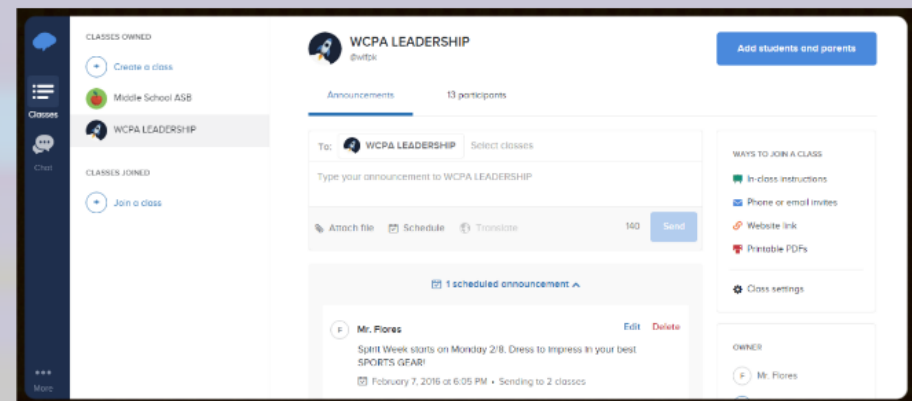 CLASSES OWNED
Create a class
Middle School ASB
WCPA LEADERSHIP
CLASSES JOINED
Join a class
Classes
Chat
More
WCPA LEADERSHIP
@witpk
Add students and parents
Announcements 13 participants
To: WCPA LEADERSHIP Select classes
Type your announcement to WCPA LEADERSHIP
Attach file Schedule Translate 140 Send
1 scheduled announcement
F Mr. Flores Edit Delete
Spirit Week starts on Monday 2/8. Dress to impress in your best
SPORTS GEAR!
February 7, 2016 at 6:05 PM • Sending to 2 classes
WAYS TO JOIN A CLASS
In-class instructions
Phone or email invites
Website link
Printable PDFs
Class settings
OWNER
F Mr. Flores